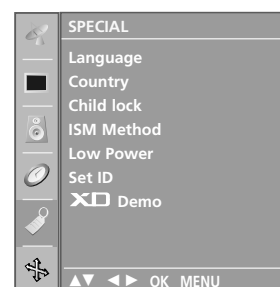 SPECIAL
Language
Country
Child lock
ISM Method
Low Power
Set ID
XD Demo
▲▼ ◄► OK MENU